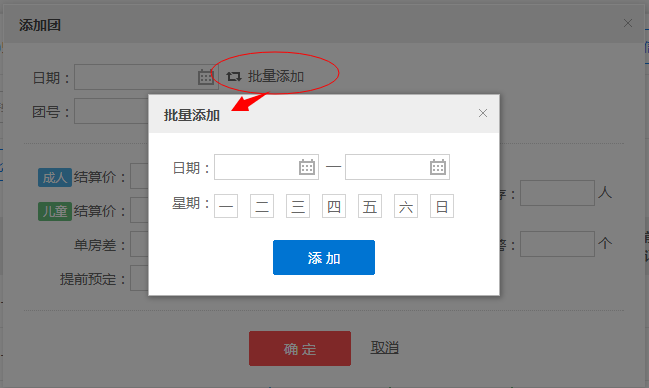 添加团
日期：
批量添加
团号：
批量添加
日期： —
星期： 一 二 三 四 五 六 日
添 加
成人 结算价：
人
儿童 结算价：
单房差：
个
提前预定：
确 定 取消